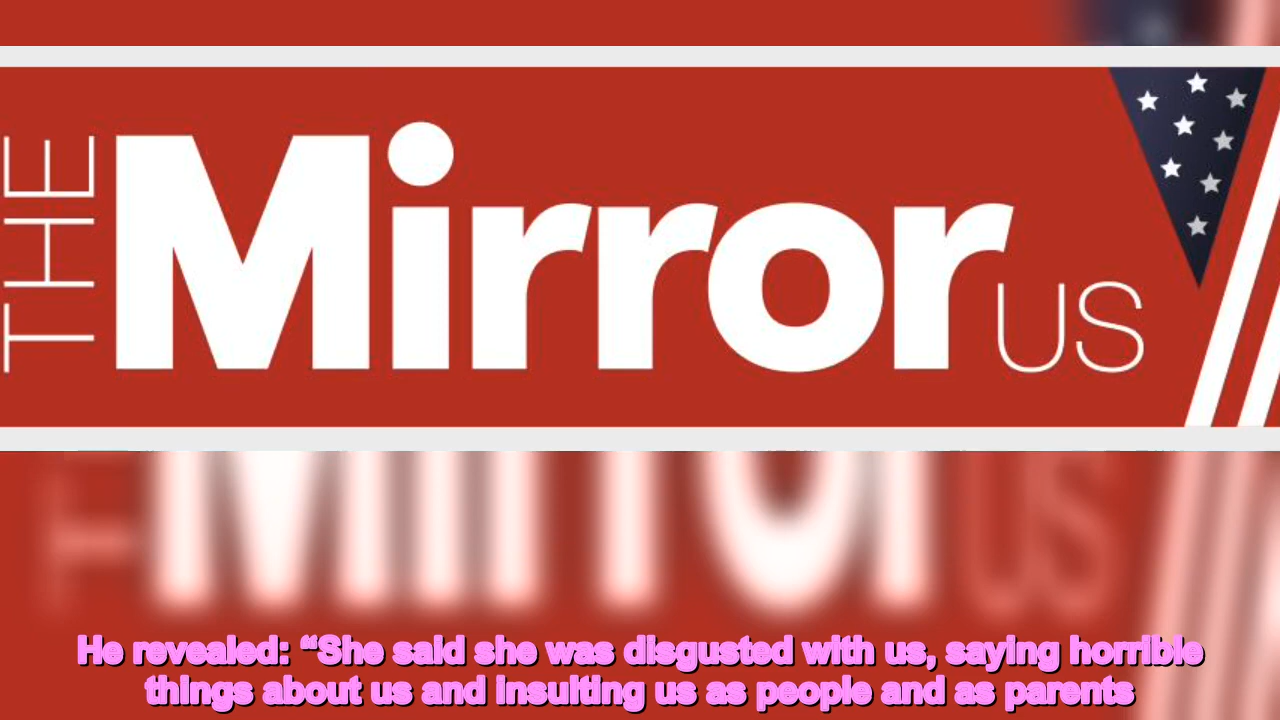 THE Mirror US
He revealed: “She said she was disgusted with us, saying horrible
things about us and insulting us as people and as parents